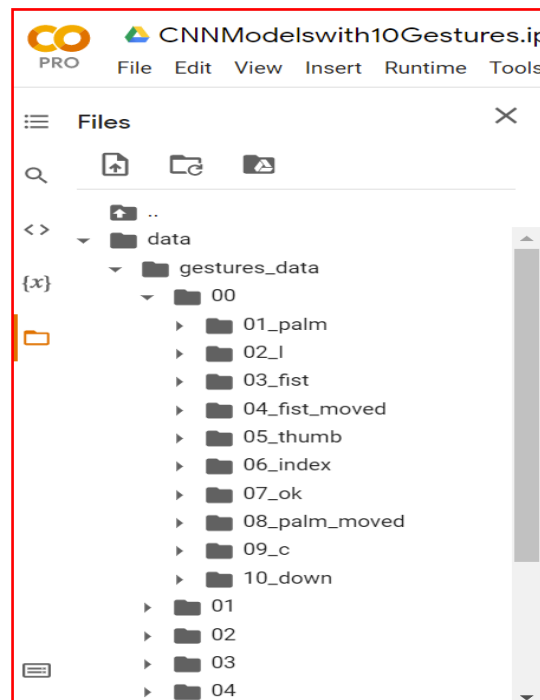 CNNModelswith10Gestures.ip
PRO
File Edit View Insert Runtime Tools
Files
..
data
<>
gestures_data
{x}
00
01_palm
02_l
03_fist
04_fist_moved
05_thumb
06_index
07_ok
08_palm_moved
09_c
10_down
01
02
03
04